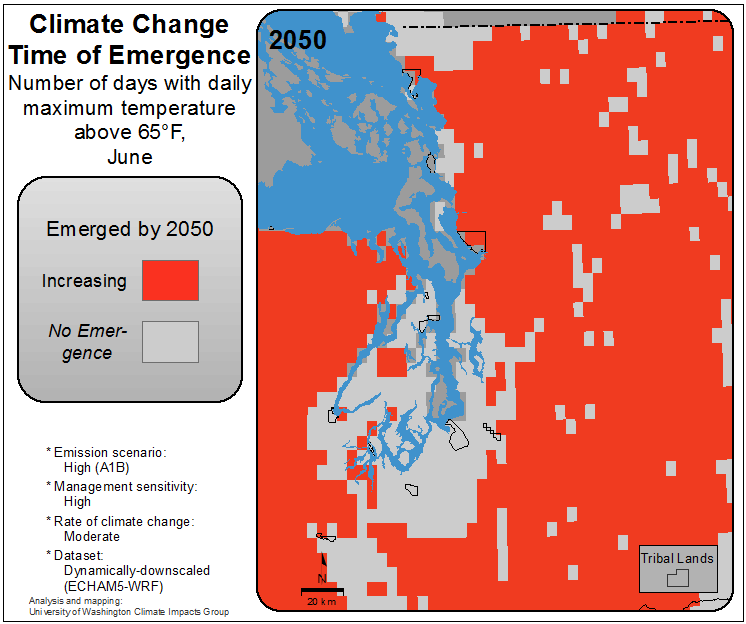 Climate Change
Time of Emergence
Number of days with daily
maximum temperature
above 65°F,
June
Emerged by 2050
Increasing
No Emer-
gence
* Emission scenario:
High (A1B)
* Management sensitivity:
High
* Rate of climate change:
Moderate
* Dataset:
Dynamically-downscaled
(ECHAM5-WRF)
Analysis and mapping:
University of Washington Climate Impacts Group
2050
N
20 km
Tribal Lands